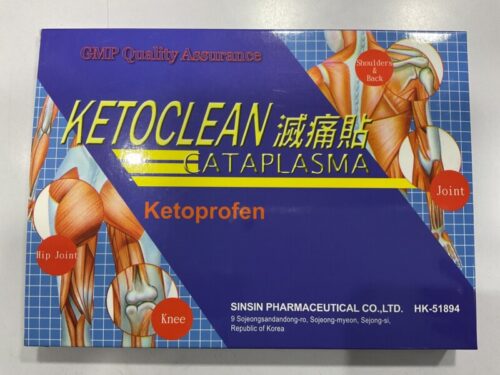 GMP Quality Assurance
Shoulders
&
Back
KETOCLEAN 滅痛貼
CATAPLASMA
Ketoprofen
Joint
Hip Joint
Knee
SINSIN PHARMACEUTICAL CO.,LTD. HK-51894
9 Sojeongsandandong-ro, Sojeong-myeon, Sejong-si,
Republic of Korea